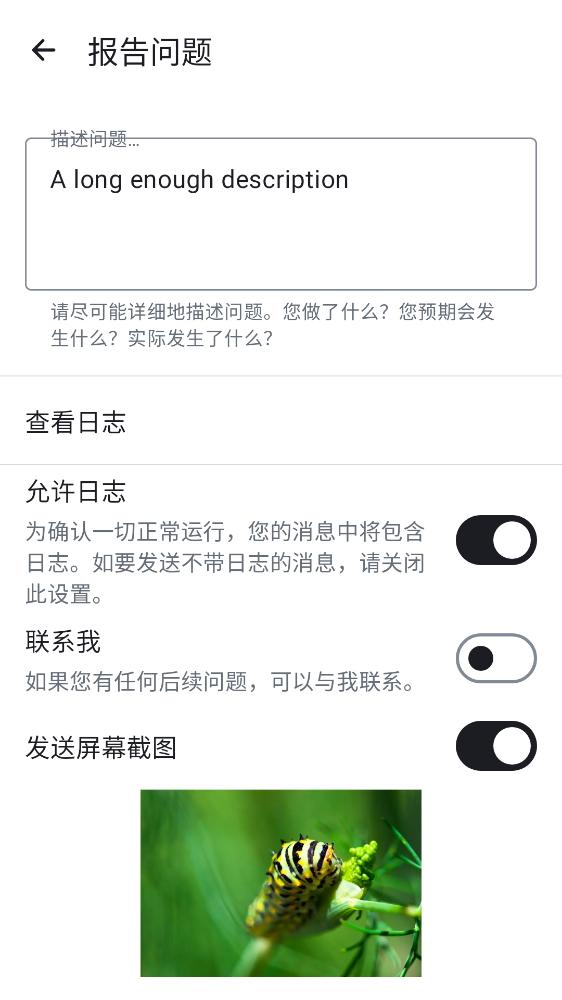 报告问题
描述问题…
A long enough description
请尽可能详细地描述问题。您做了什么？您预期会发
生什么？实际发生了什么？
查看日志
允许日志
为确认一切正常运行，您的消息中将包含
日志。如要发送不带日志的消息，请关闭
此设置。
联系我
如果您有任何后续问题，可以与我联系。
发送屏幕截图